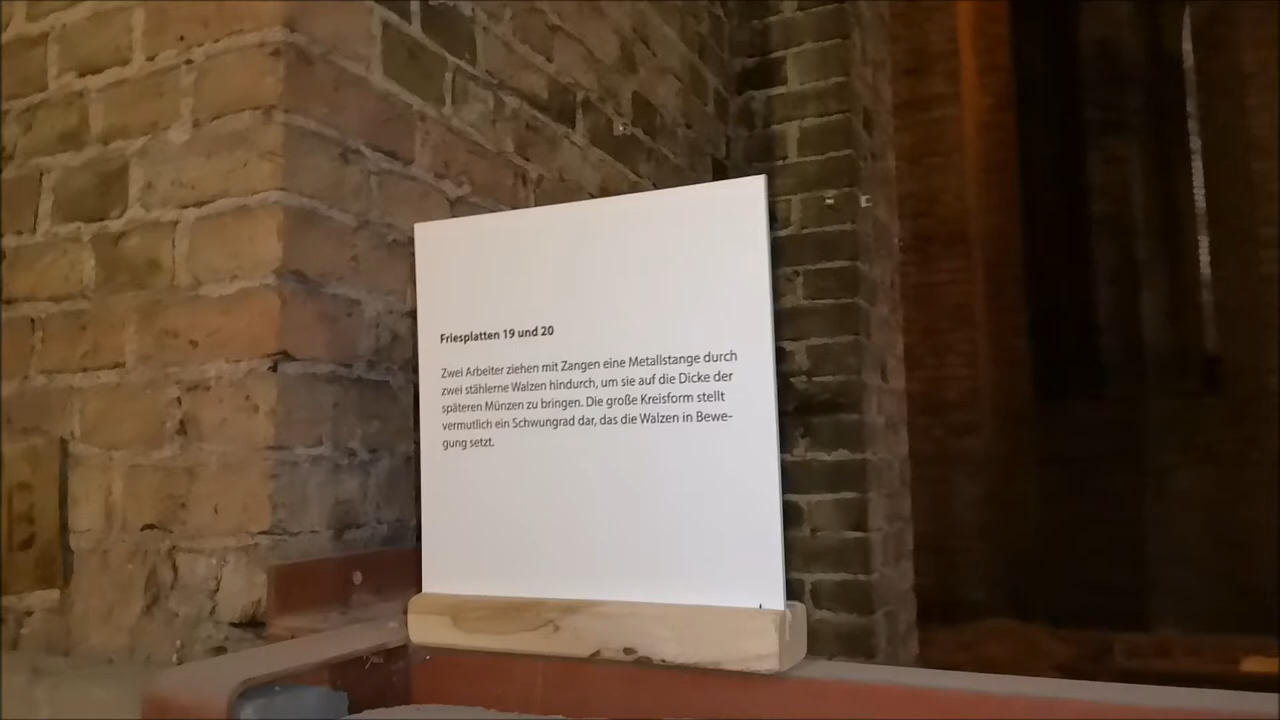 Friesplatten 19 und 20
Zwei Arbeiter ziehen mit Zangen eine Metallstange durch
zwei stählerne Walzen hindurch, um sie auf die Dicke der
späteren Münzen zu bringen. Die große Kreisform stellt
vermutlich ein Schwungrad dar, das die Walzen in Bewe-
gung setzt.